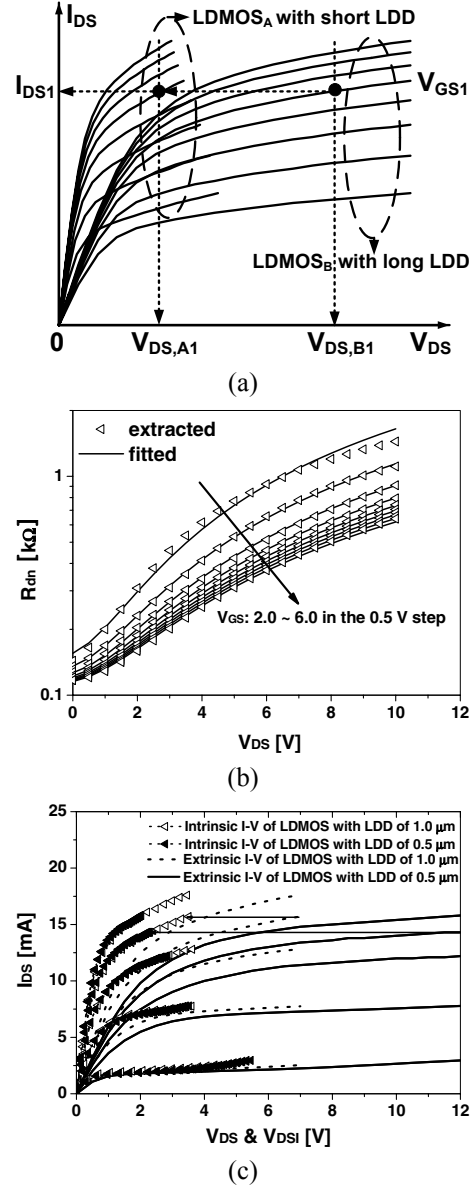 I_DS
LDMOS_A with short LDD
I_DS1
V_GS1
LDMOS_B with long LDD
0
V_DS,A1
V_DS,B1
V_DS
(a)
extracted
fitted
1
R_dn [kΩ]
V_GS: 2.0 ~ 6.0 in the 0.5 V step
0.1
0 2 4 6 8 10 12
V_DS [V]
(b)
25
Intrinsic I-V of LDMOS with LDD of 1.0 μm
Intrinsic I-V of LDMOS with LDD of 0.5 μm
Extrinsic I-V of LDMOS with LDD of 1.0 μm
Extrinsic I-V of LDMOS with LDD of 0.5 μm
20
15
I_DS [mA]
10
5
0
0 2 4 6 8 10 12
V_DS & V_DSI [V]
(c)